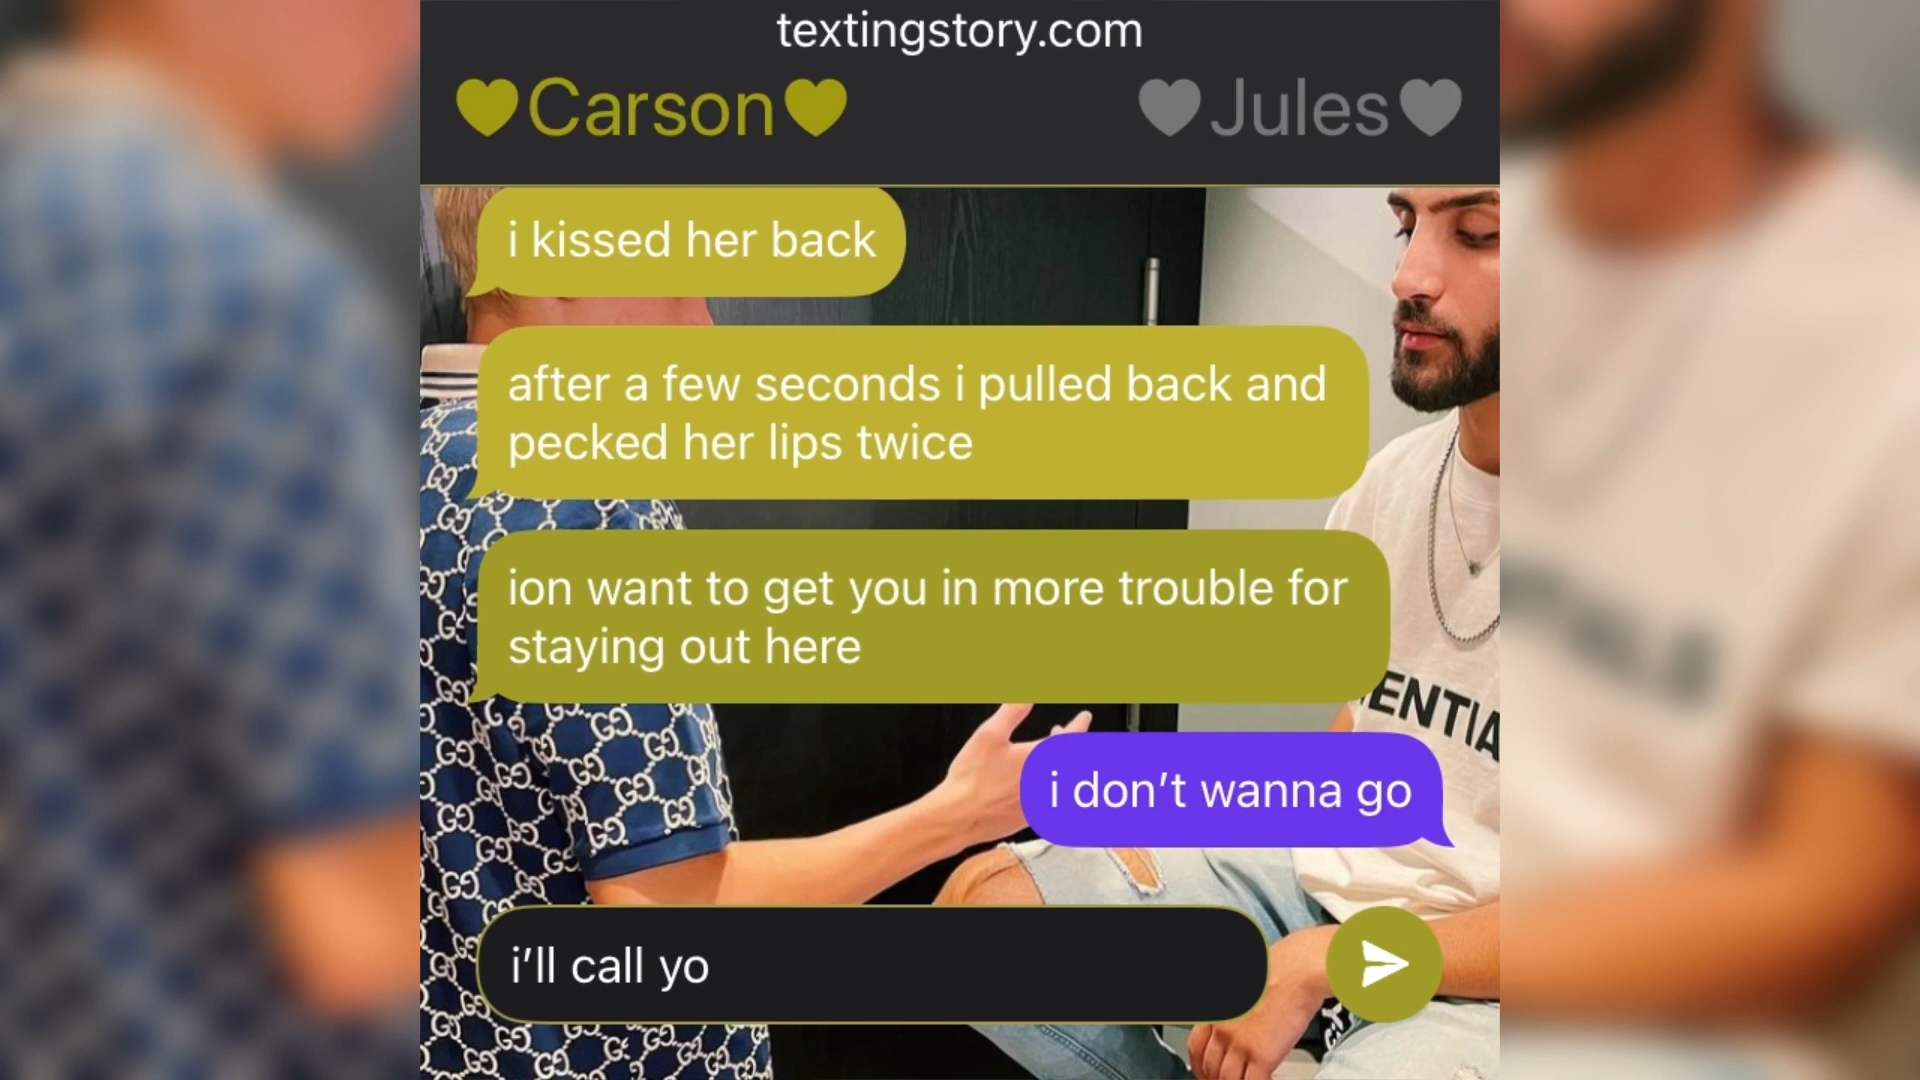 textingstory.com
♥Carson♥
♥Jules♥
i kissed her back
after a few seconds i pulled back and
pecked her lips twice
ion want to get you in more trouble for
staying out here
ENTIA
i don’t wanna go
i’ll call yo